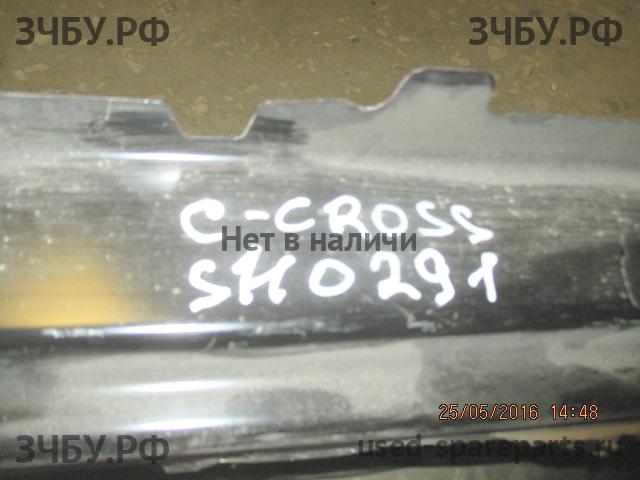 ЗЧБУ.РФ ЗЧБУ.РФ
C-CROSS
Нет в наличи
SH0291
25/05/2016 14:48
ЗЧБУ.РФ used-spareparts.ru